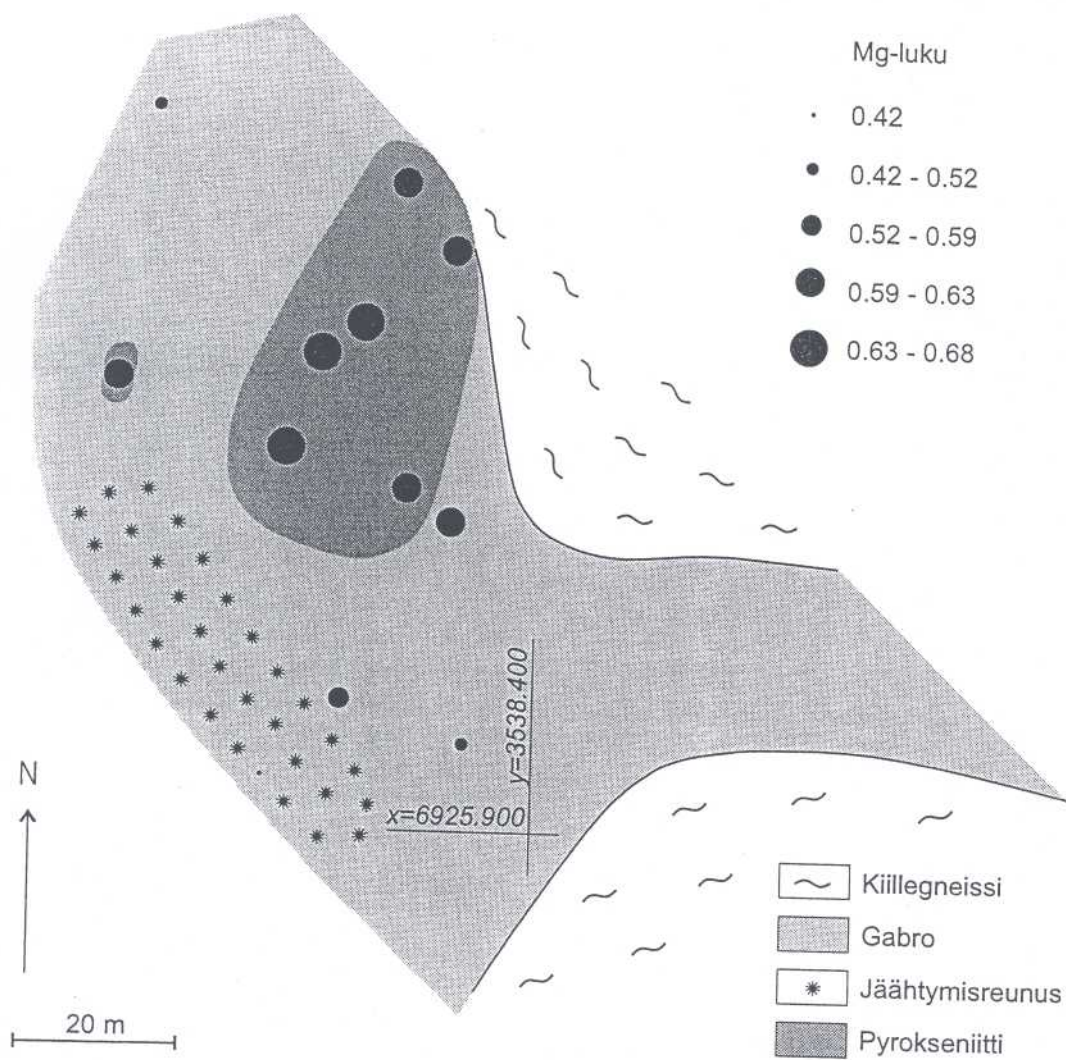 Mg-luku
0.42
0.42 - 0.52
0.52 - 0.59
0.59 - 0.63
0.63 - 0.68
y=3538.400
x=6925.900
N
20 m
Kiillegneissi
Gabro
Jäähtymisreunus
Pyrokseniitti